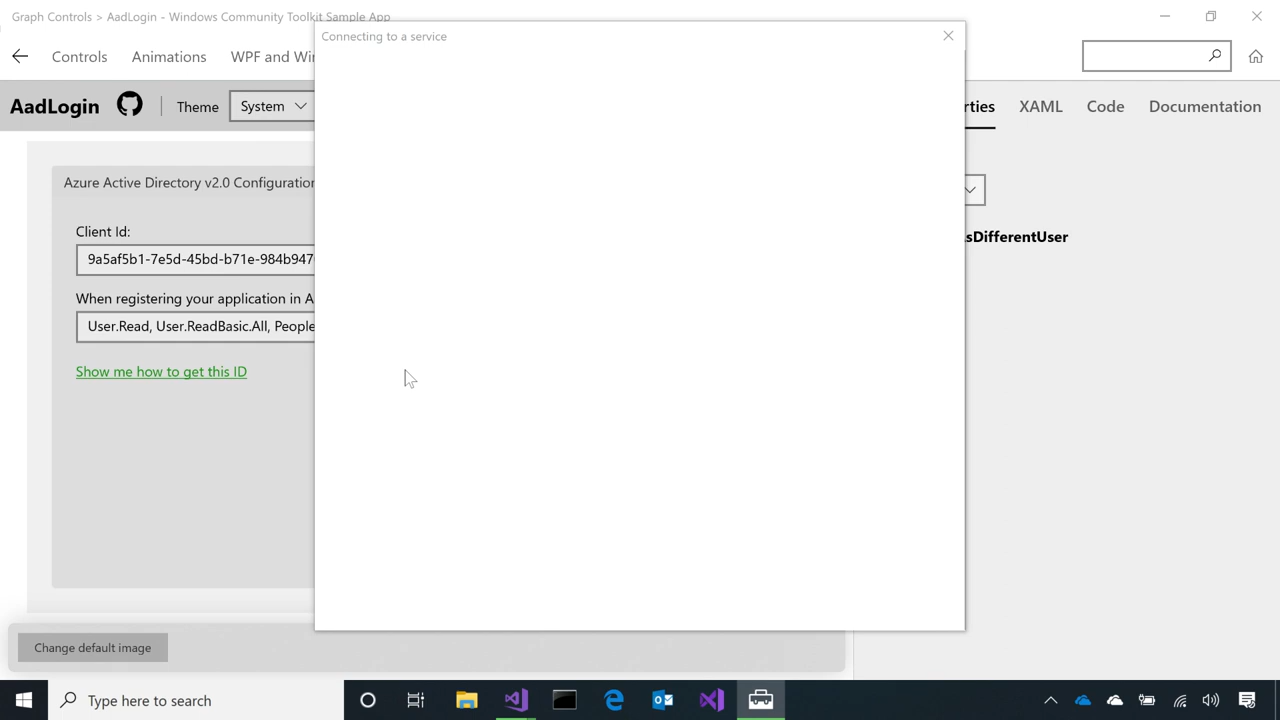 Graph Controls > AadLogin - Windows Community Toolkit Sample App
Connecting to a service
Controls
Animations
WPF and Win
AadLogin
Theme
System
XAML
Code
Documentation
Azure Active Directory v2.0 Configuration
sDifferentUser
Client Id:
9a5af5b1-7e5d-45bd-b71e-984b947
When registering your application in A
User.Read, User.ReadBasic.All, People
Show me how to get this ID
Change default image
Type here to search